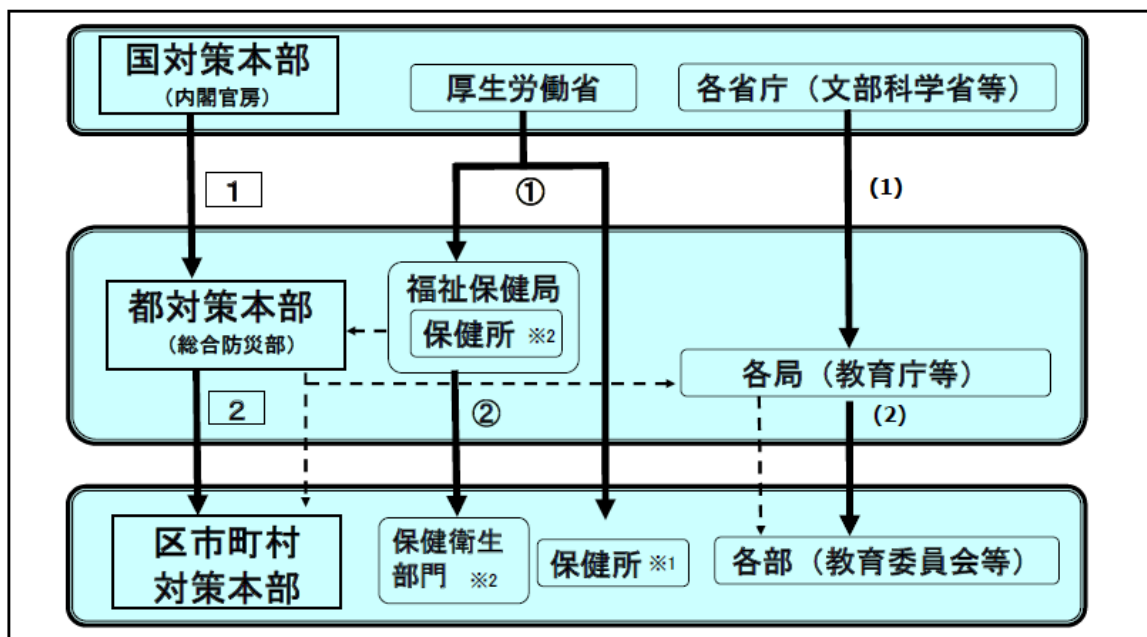 国対策本部
(内閣官房)
厚生労働省
各省庁(文部科学省等)
1
①
(1)
都対策本部
(総合防災部)
福祉保健局
保健所 ※2
各局(教育庁等)
2
②
(2)
区市町村
対策本部
保健衛生
部門 ※2
保健所 ※1
各部(教育委員会等)